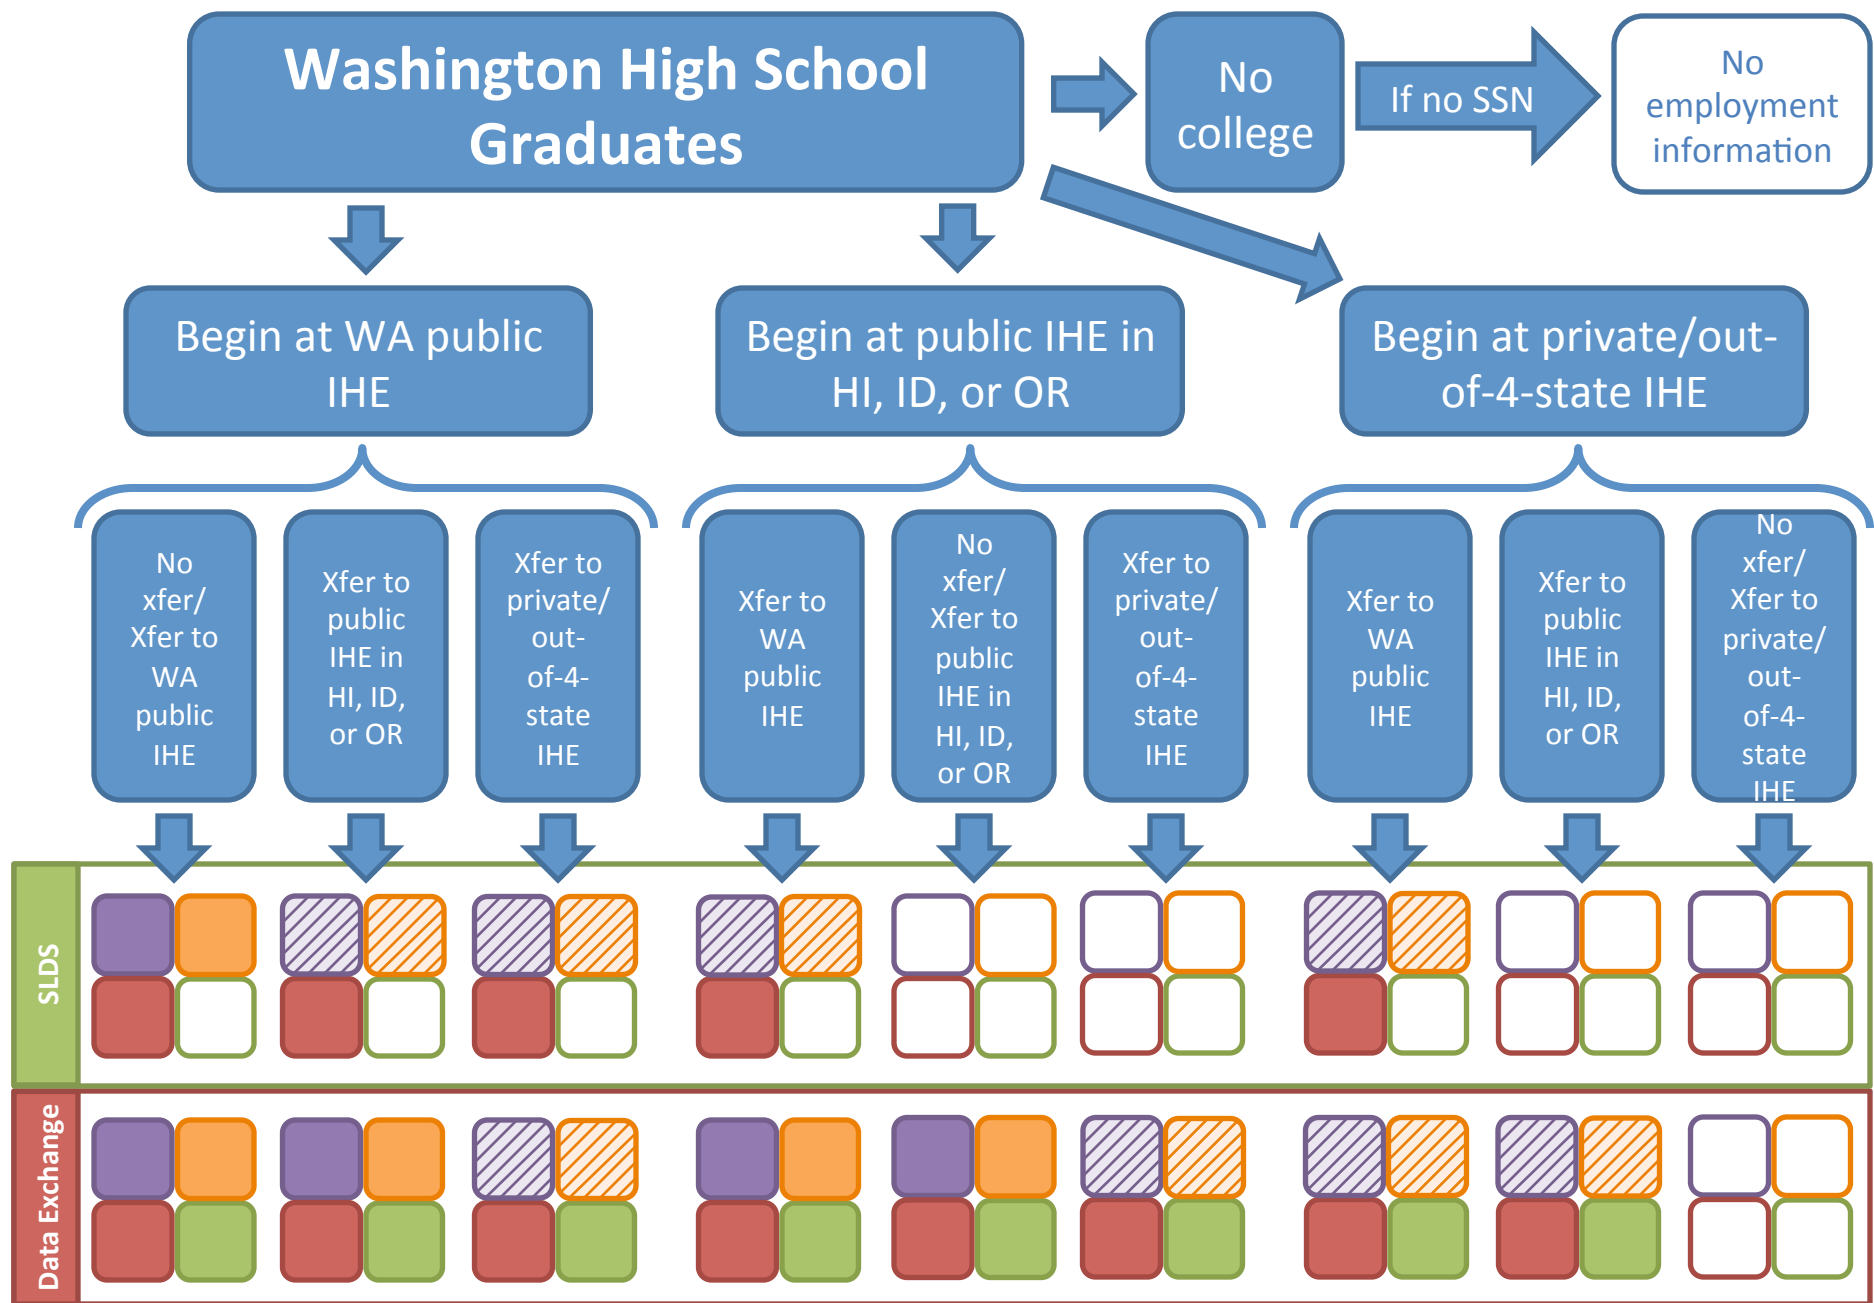 Washington High School
Graduates
No
college
If no SSN
No
employment
information
Begin at WA public
IHE
Begin at public IHE in
HI, ID, or OR
Begin at private/out-
of-4-state IHE
No
xfer/
Xfer to
WA
public
IHE
Xfer to
public
IHE in
HI, ID,
or OR
Xfer to
private/
out-
of-4-
state
IHE
Xfer to
WA
public
IHE
No
xfer/
Xfer to
public
IHE in
HI, ID,
or OR
Xfer to
private/
out-
of-4-
state
IHE
Xfer to
WA
public
IHE
Xfer to
public
IHE in
HI, ID,
or OR
No
xfer/
Xfer to
private/
out-
of-4-
state
IHE
SLDS
Data Exchange